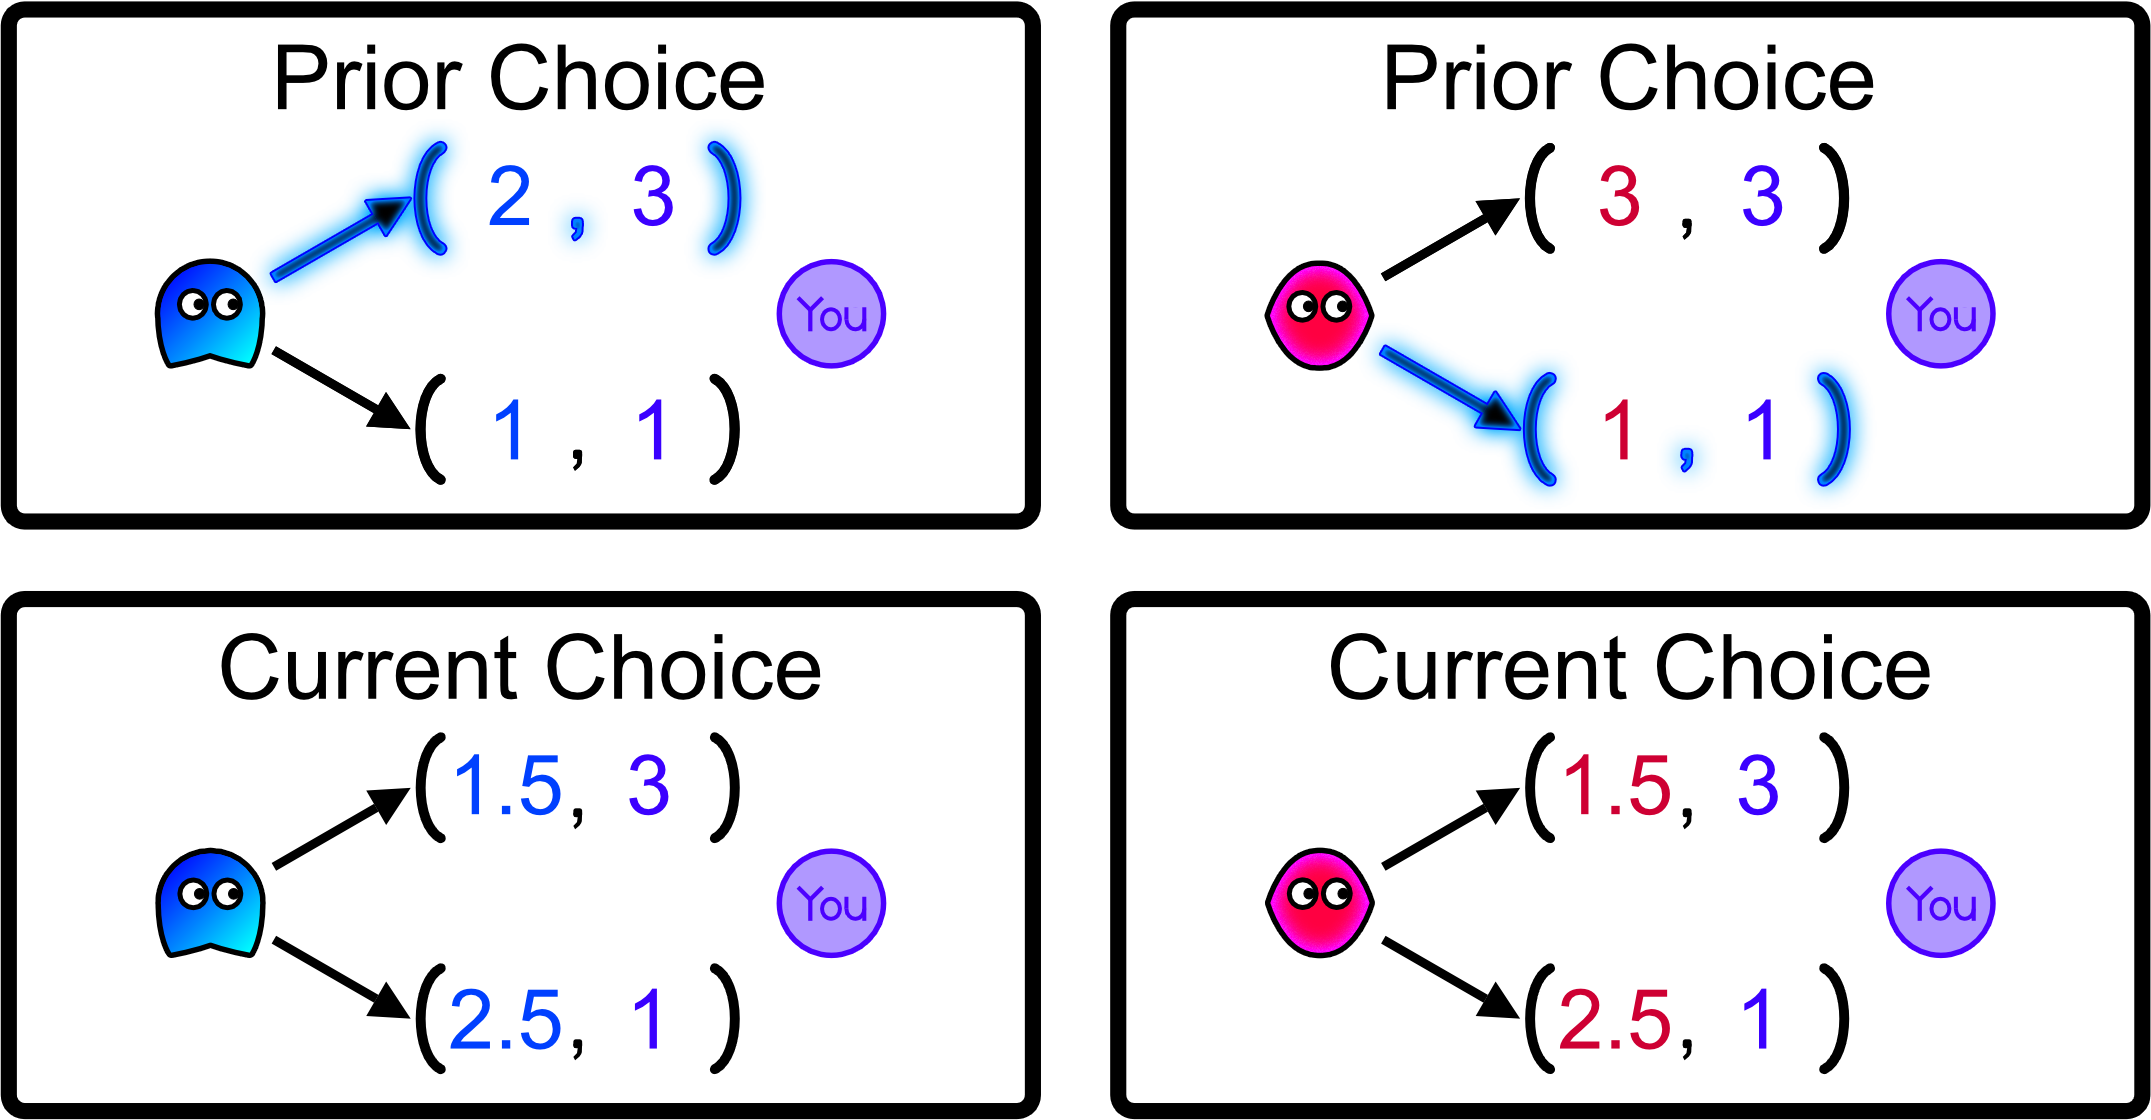 Prior Choice
( 2 , 3 )
You
( 1 , 1 )
Prior Choice
( 3 , 3 )
You
( 1 , 1 )
Current Choice
(1.5, 3 )
You
(2.5, 1 )
Current Choice
(1.5, 3 )
You
(2.5, 1 )